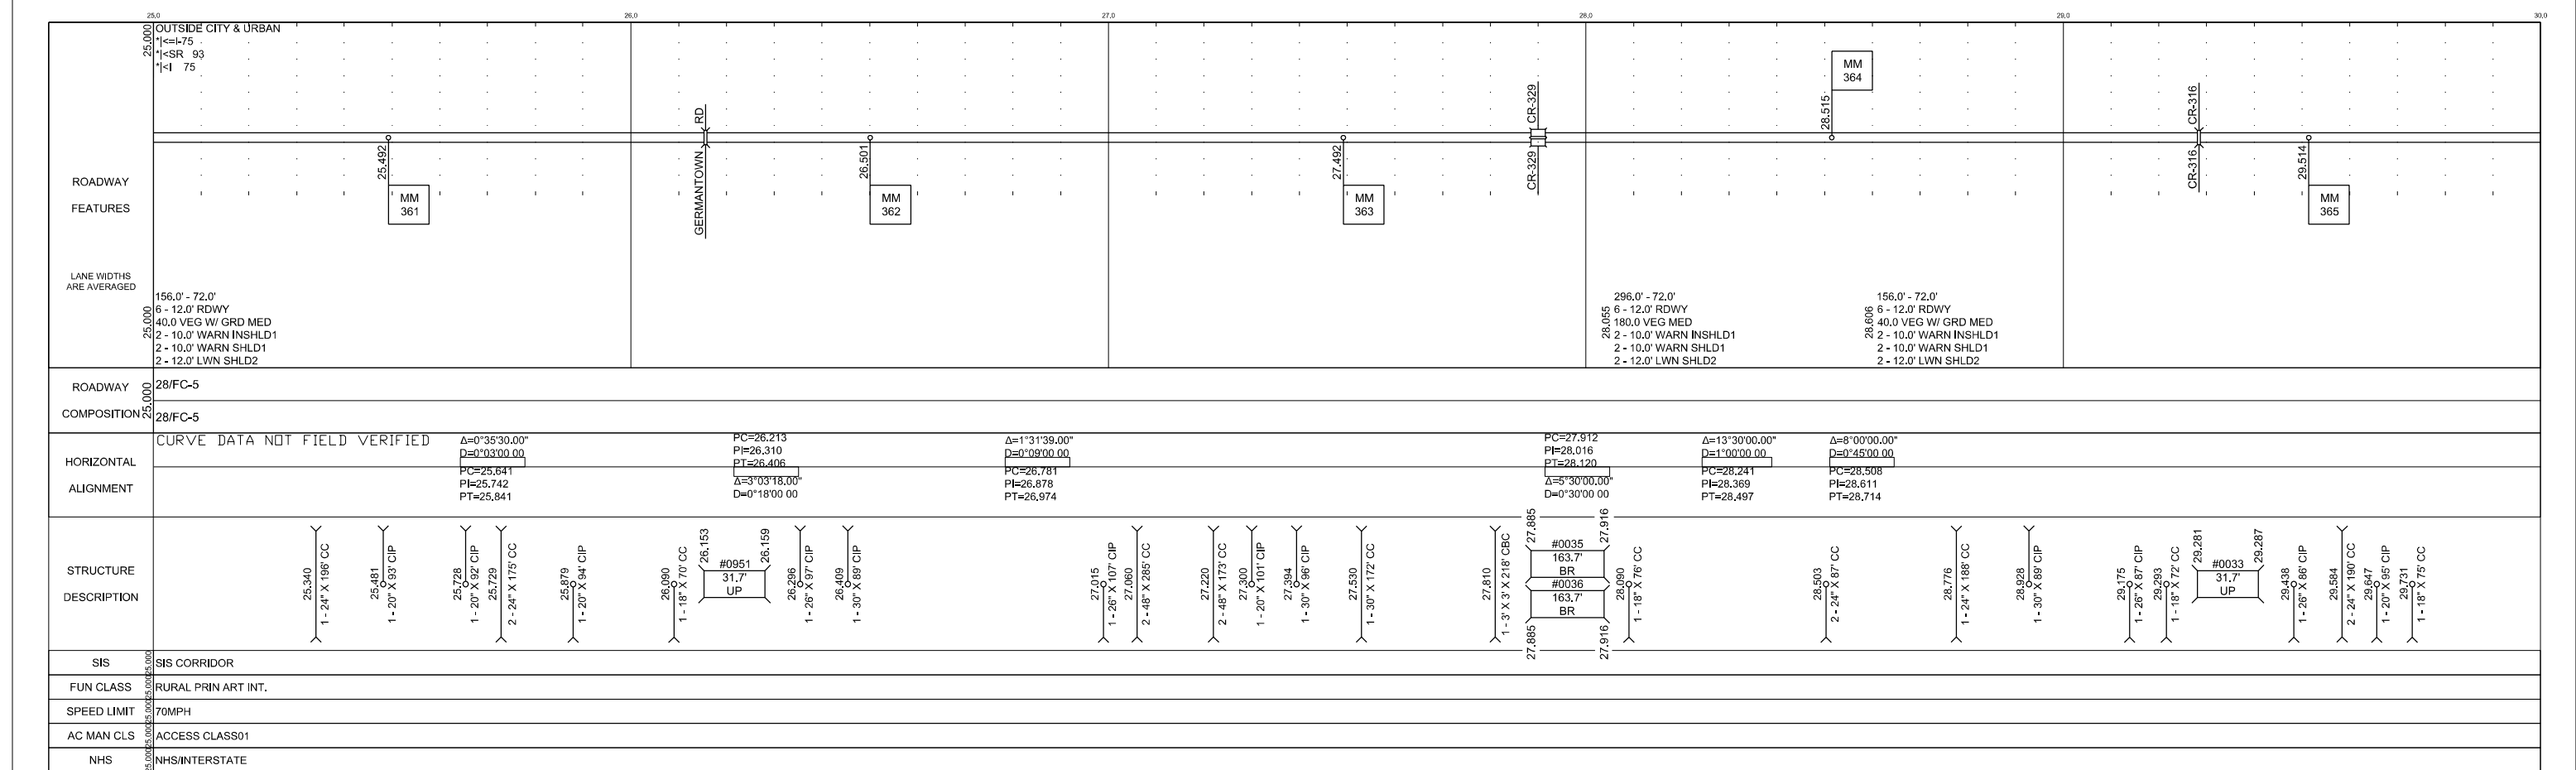 25.0 26.0 27.0 28.0 29.0 30.0
25.000
OUTSIDE CITY & URBAN
*|<=I-75
*|<SR 93
*|<I 75
ROADWAY
FEATURES
25.492
MM
361
GERMANTOWN RD
26.501
MM
362
27.492
MM
363
CR-329
CR-329
28.515
MM
364
CR-316
CR-316
29.514
MM
365
LANE WIDTHS
ARE AVERAGED
25.000
156.0' - 72.0'
6 - 12.0' RDWY
40.0 VEG W/ GRD MED
2 - 10.0' WARN INSHLD1
2 - 10.0' WARN SHLD1
2 - 12.0' LWN SHLD2
28.055
296.0' - 72.0'
6 - 12.0' RDWY
180.0 VEG MED
2 - 10.0' WARN INSHLD1
2 - 10.0' WARN SHLD1
2 - 12.0' LWN SHLD2
28.606
156.0' - 72.0'
6 - 12.0' RDWY
40.0 VEG W/ GRD MED
2 - 10.0' WARN INSHLD1
2 - 10.0' WARN SHLD1
2 - 12.0' LWN SHLD2
ROADWAY
COMPOSITION
25.000
28/FC-5
28/FC-5
HORIZONTAL
ALIGNMENT
CURVE DATA NOT FIELD VERIFIED
Δ=0°35'30.00"
D=0°03'00 00
PC=25.641
PI=25.742
PT=25.841
PC=26.213
PI=26.310
PT=26.406
Δ=3°03'18.00"
D=0°18'00 00
Δ=1°31'39.00"
D=0°09'00 00
PC=26.781
PI=26.878
PT=26.974
PC=27.912
PI=28.016
PT=28.120
Δ=5°30'00.00"
D=0°30'00 00
Δ=13°30'00.00"
D=1°00'00 00
PC=28.241
PI=28.369
PT=28.497
Δ=8°00'00.00"
D=0°45'00 00
PC=28.508
PI=28.611
PT=28.714
STRUCTURE
DESCRIPTION
25.340
1 - 24" X 196' CC
25.481
1 - 20" X 93' CIP
25.728
1 - 20" X 92' CIP
25.729
2 - 24" X 175' CC
25.879
1 - 20" X 94' CIP
26.090
1 - 18" X 70' CC
26.153
#0951
31.7'
UP
26.159
26.296
1 - 26" X 97' CIP
26.409
1 - 30" X 89' CIP
27.015
1 - 26" X 107' CIP
27.060
2 - 48" X 285' CC
27.220
2 - 48" X 173' CC
27.300
1 - 20" X 101' CIP
27.394
1 - 30" X 96' CIP
27.530
1 - 30" X 172' CC
27.810
1 - 3' X 3' X 218' CBC
27.885
27.916
#0035
163.7'
BR
#0036
163.7'
BR
27.885
27.916
28.090
1 - 18" X 76' CC
28.503
2 - 24" X 87' CC
28.776
1 - 24" X 188' CC
28.928
1 - 30" X 89' CIP
29.175
1 - 26" X 87' CIP
29.293
1 - 18" X 72' CC
29.281
#0033
31.7'
UP
29.287
29.438
1 - 26" X 86' CIP
29.584
2 - 24" X 190' CC
29.647
1 - 20" X 95' CIP
29.731
1 - 18" X 75' CC
SIS
25.000
SIS CORRIDOR
FUN CLASS
25.000
RURAL PRIN ART INT.
SPEED LIMIT
25.000
70MPH
AC MAN CLS
25.000
ACCESS CLASS01
NHS
25.000
NHS/INTERSTATE